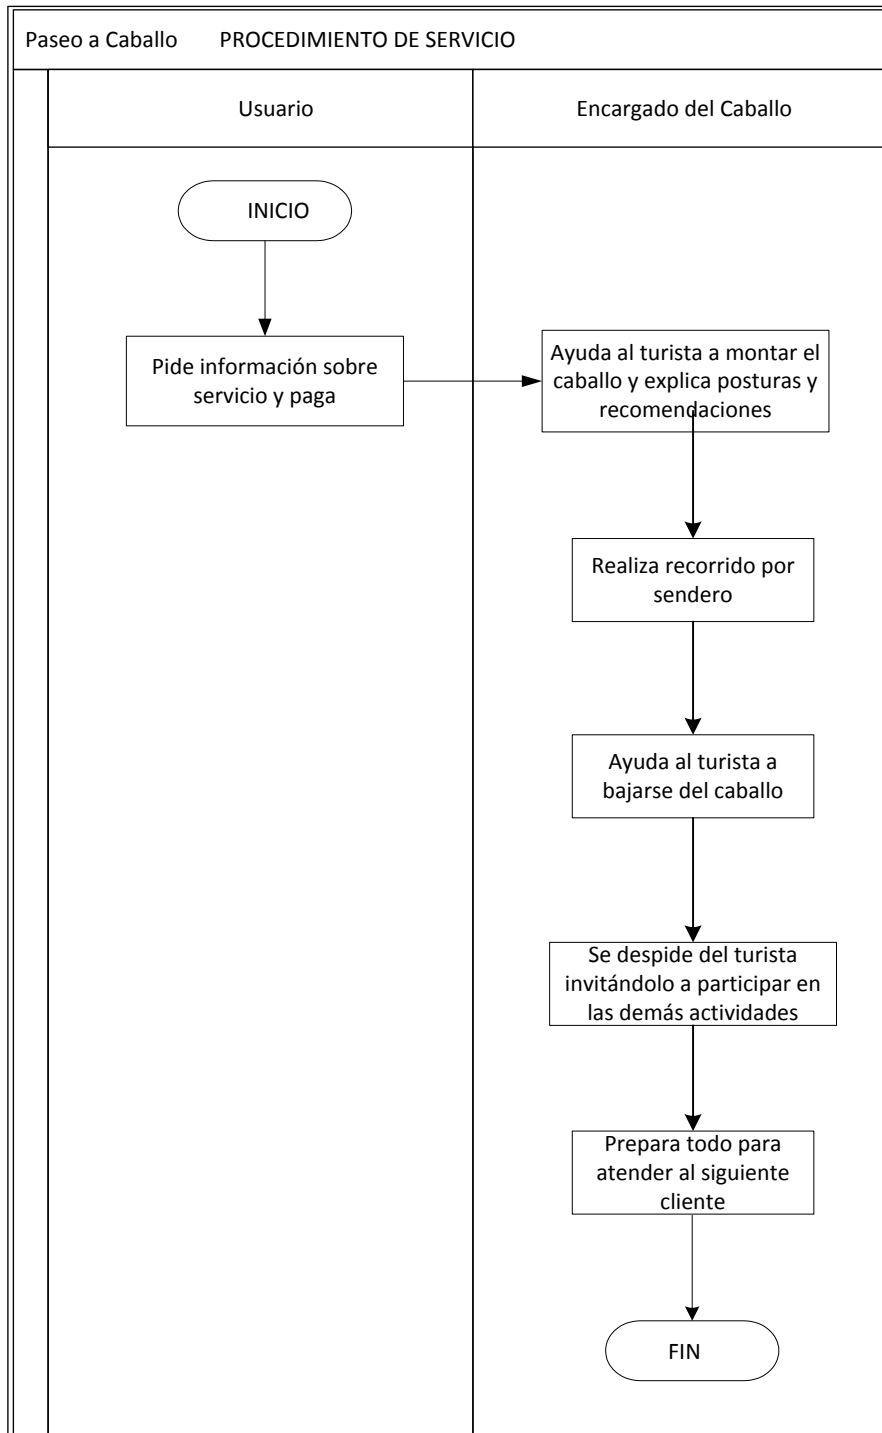 Paseo a Caballo PROCEDIMIENTO DE SERVICIO
Usuario
Encargado del Caballo
INICIO
Pide información sobre
servicio y paga
Ayuda al turista a montar el
caballo y explica posturas y
recomendaciones
Realiza recorrido por
sendero
Ayuda al turista a
bajarse del caballo
Se despide del turista
invitándolo a participar en
las demás actividades
Prepara todo para
atender al siguiente
cliente
FIN